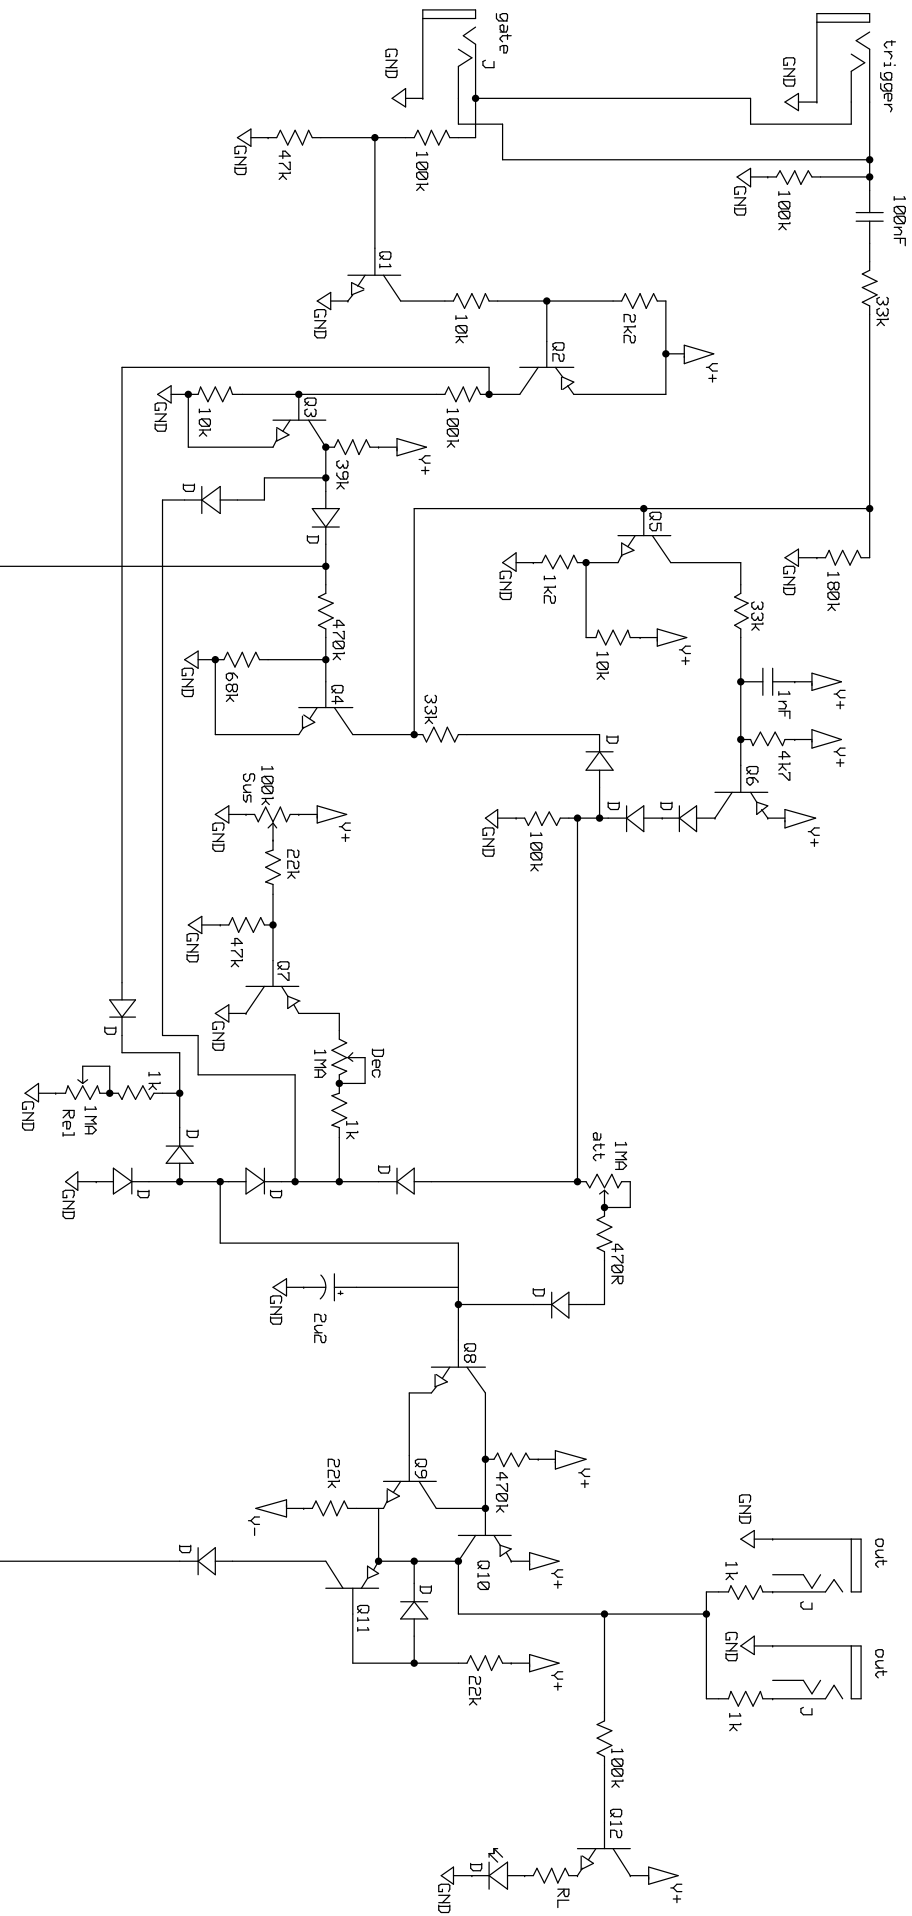 gate
J
GND
trigger
GND
47k
GND
100k
100k
GND
100nF
33k
Q1
GND
10k
2k2
Q2
Y+
10k
GND
Q3
100k
39k
Y+
D
D
Q5
1k2
GND
10k
Y+
180k
GND
33k
1nF
Y+
470k
68k
GND
Q4
33k
4k7
Y+
Q6
Y+
D
D
D
100k
GND
100k
Sus
GND
Y+
22k
47k
GND
Q7
GND
Dec
1MA
1k
D
1k
1MA
Rel
GND
D
D
D
GND
D
1MA
att
470R
D
2u2
+
GND
Q8
Q9
470k
Y+
22k
Y-
Q10
Y+
D
Q11
D
22k
Y+
out
GND
J
1k
out
GND
J
1k
100k
Q12
Y+
RL
D
GND